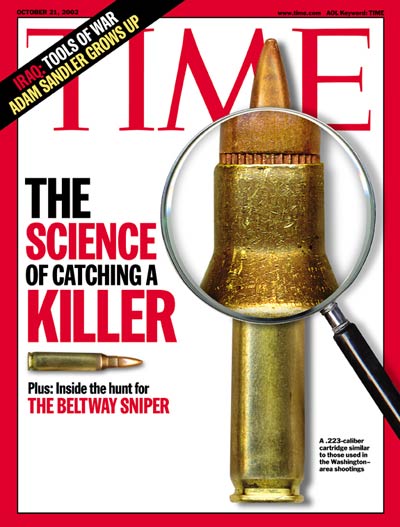 OCTOBER 21, 2002
www.time.com AOL Keyword: TIME
IRAQ: TOOLS OF WAR
ADAM SANDLER GROWS UP
TIME
THE
SCIENCE
OF CATCHING A
KILLER
Plus: Inside the hunt for
THE BELTWAY SNIPER
A .223-caliber
cartridge similar
to those used in
the Washington–
area shootings